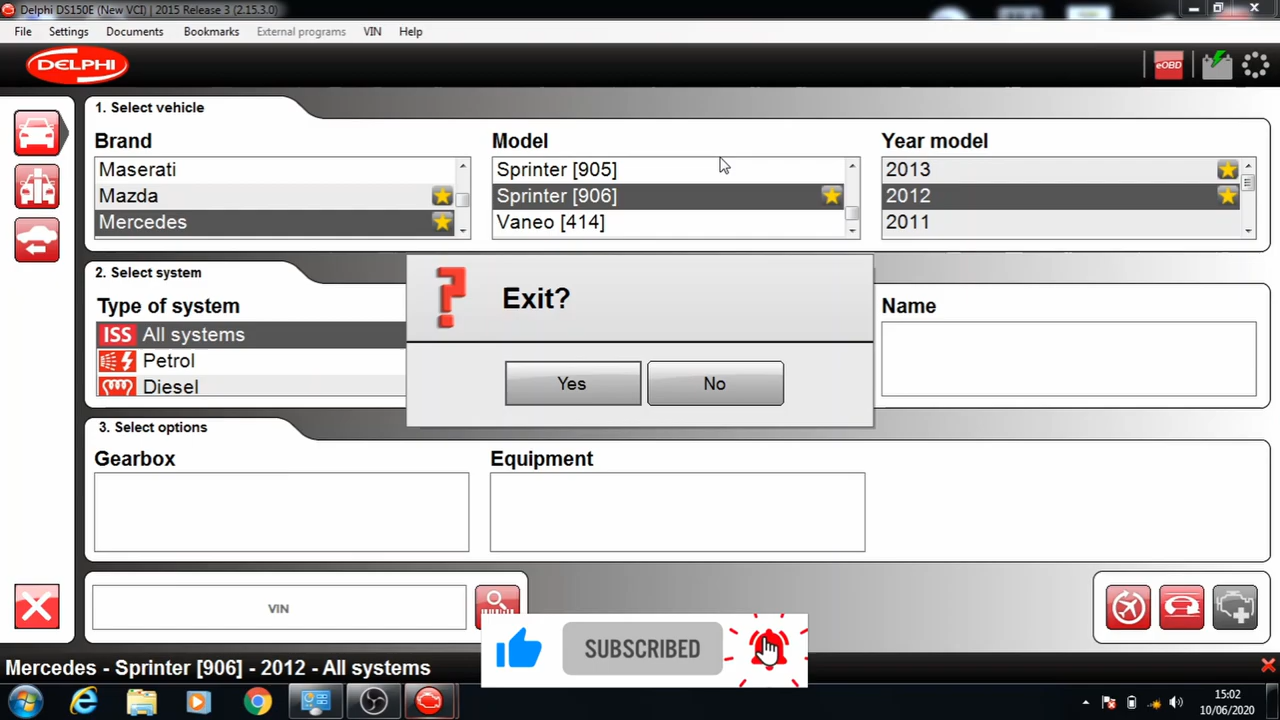 Delphi DS150E (New VCI) | 2015 Release 3 (2.15.3.0)
File Settings Documents Bookmarks External programs VIN Help
DELPHI
eOBD
1. Select vehicle
Brand Model Year model
Maserati Sprinter [905] 2013
Mazda Sprinter [906] 2012
Mercedes Vaneo [414] 2011
2. Select system
Type of system Name
ISS All systems
Petrol
Diesel
Exit?
Yes No
3. Select options
Gearbox Equipment
VIN
SUBSCRIBED
Mercedes - Sprinter [906] - 2012 - All systems
15:02
10/06/2020